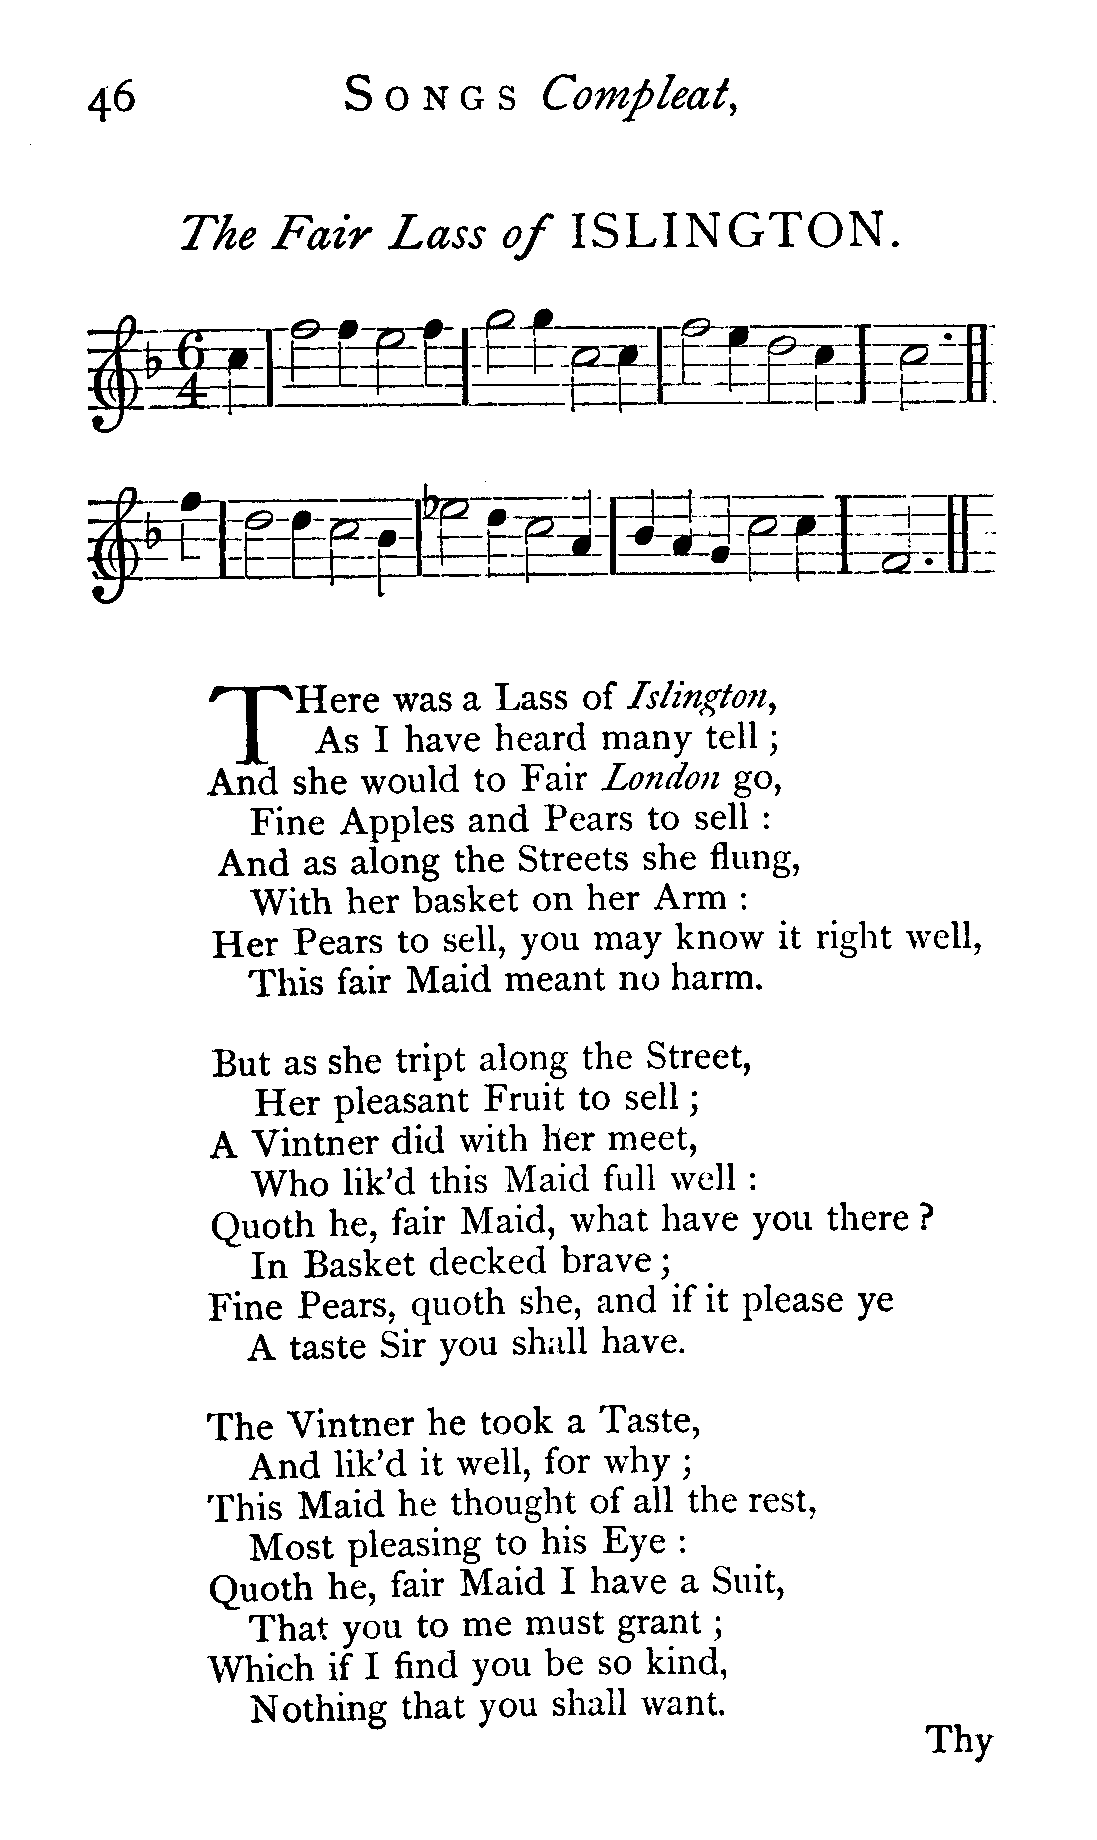 46 SONGS Compleat,
The Fair Lass of ISLINGTON.
6
4
THere was a Lass of Islington,
As I have heard many tell ;
And she would to Fair London go,
Fine Apples and Pears to sell :
And as along the Streets she flung,
With her basket on her Arm :
Her Pears to sell, you may know it right well,
This fair Maid meant no harm.
But as she tript along the Street,
Her pleasant Fruit to sell ;
A Vintner did with her meet,
Who lik'd this Maid full well :
Quoth he, fair Maid, what have you there ?
In Basket decked brave ;
Fine Pears, quoth she, and if it please ye
A taste Sir you shall have.
The Vintner he took a Taste,
And lik'd it well, for why ;
This Maid he thought of all the rest,
Most pleasing to his Eye :
Quoth he, fair Maid I have a Suit,
That you to me must grant ;
Which if I find you be so kind,
Nothing that you shall want.
Thy